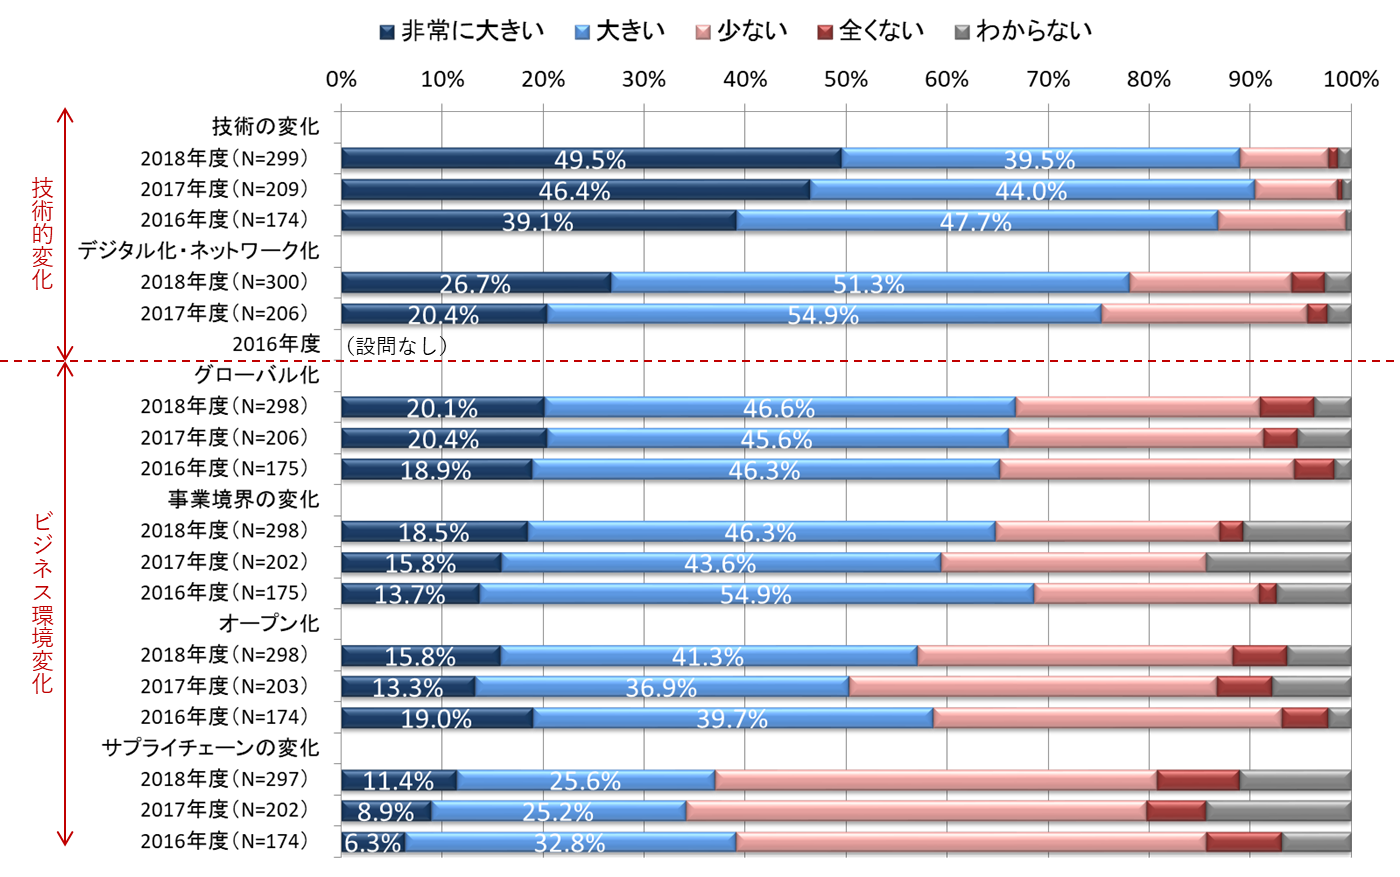 非常に大きい 大きい 少ない 全くない わからない
0% 10% 20% 30% 40% 50% 60% 70% 80% 90% 100%
技術的変化
技術の変化
2018年度（N=299） 49.5% 39.5%
2017年度（N=209） 46.4% 44.0%
2016年度（N=174） 39.1% 47.7%
デジタル化・ネットワーク化
2018年度（N=300） 26.7% 51.3%
2017年度（N=206） 20.4% 54.9%
2016年度 （設問なし）
ビジネス環境変化
グローバル化
2018年度（N=298） 20.1% 46.6%
2017年度（N=206） 20.4% 45.6%
2016年度（N=175） 18.9% 46.3%
事業境界の変化
2018年度（N=298） 18.5% 46.3%
2017年度（N=202） 15.8% 43.6%
2016年度（N=175） 13.7% 54.9%
オープン化
2018年度（N=298） 15.8% 41.3%
2017年度（N=203） 13.3% 36.9%
2016年度（N=174） 19.0% 39.7%
サプライチェーンの変化
2018年度（N=297） 11.4% 25.6%
2017年度（N=202） 8.9% 25.2%
2016年度（N=174） 6.3% 32.8%